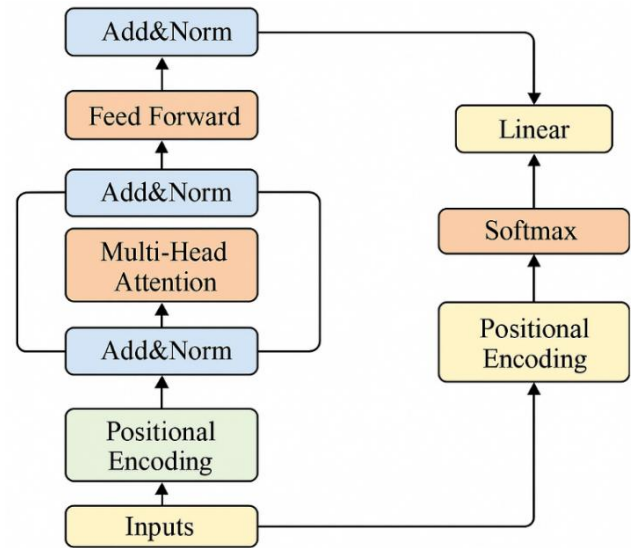 Add&Norm
Feed Forward
Add&Norm
Multi-Head
Attention
Add&Norm
Positional
Encoding
Inputs
Linear
Softmax
Positional
Encoding